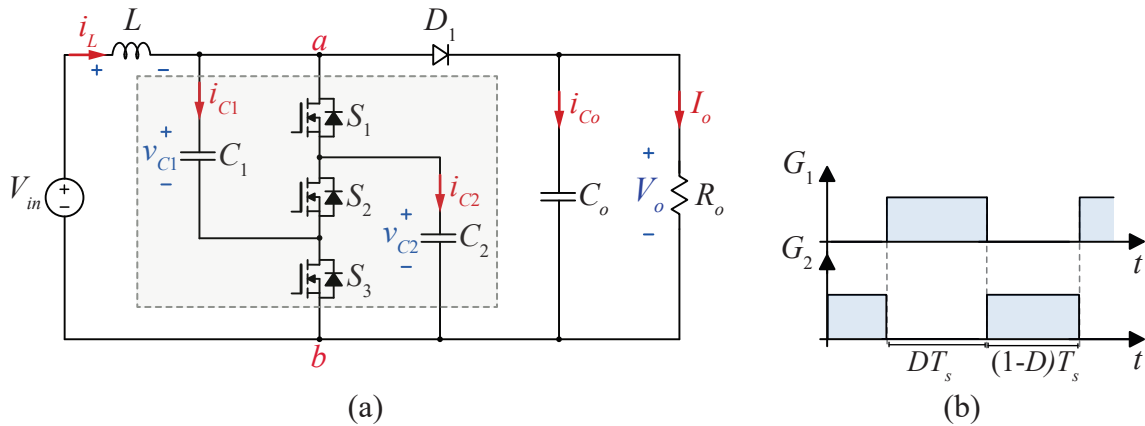 i_L
L
a
D_1
+ −
i_C1
S_1
i_Co
I_o
G_1
+
v_C1
−
C_1
V_in
+
−
S_2
i_C2
+
v_C2
−
C_2
C_o
+
V_o
−
R_o
t
G_2
S_3
b
DT_s
(1-D)T_s
t
(a)
(b)